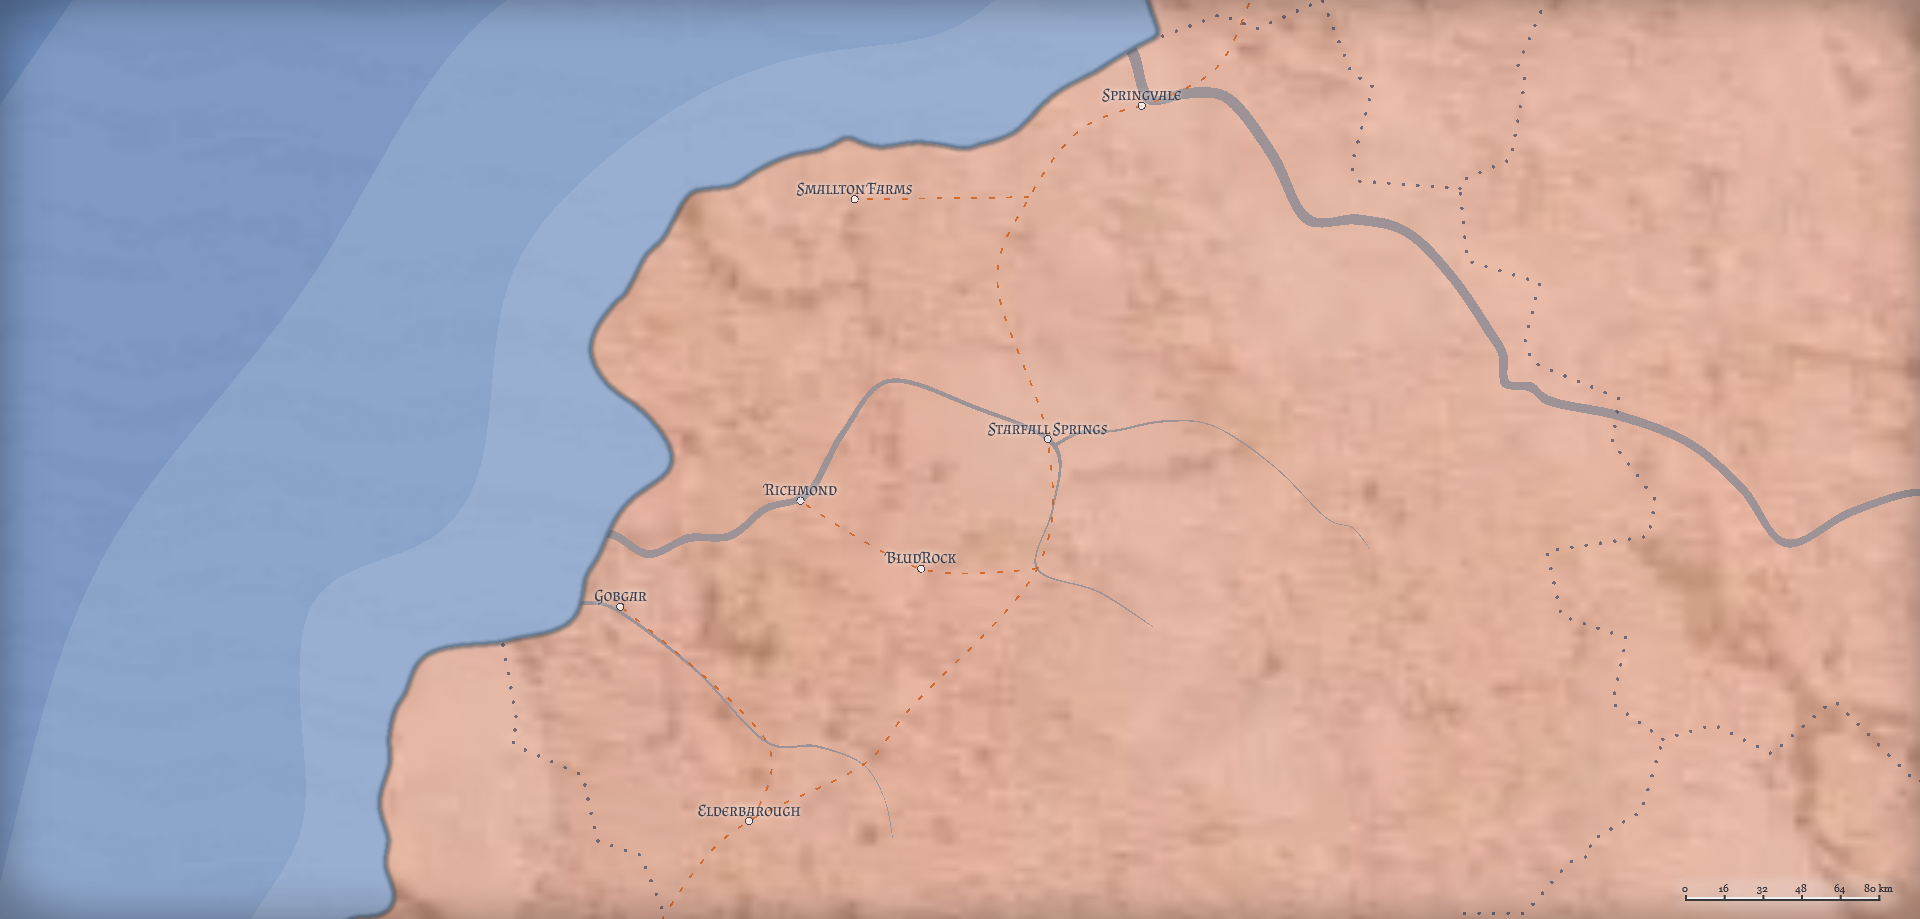 Springvale
Smallton Farms
Starfall Springs
Richmond
BludRock
Gobgar
Elderbarough
0 16 32 48 64 80 km